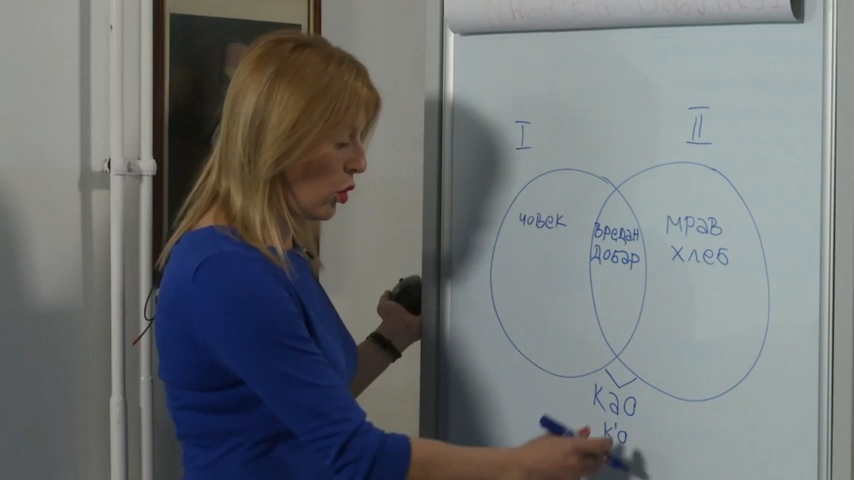 I
II
човек
вредан
добар
мрав
хлеб
као
к'о